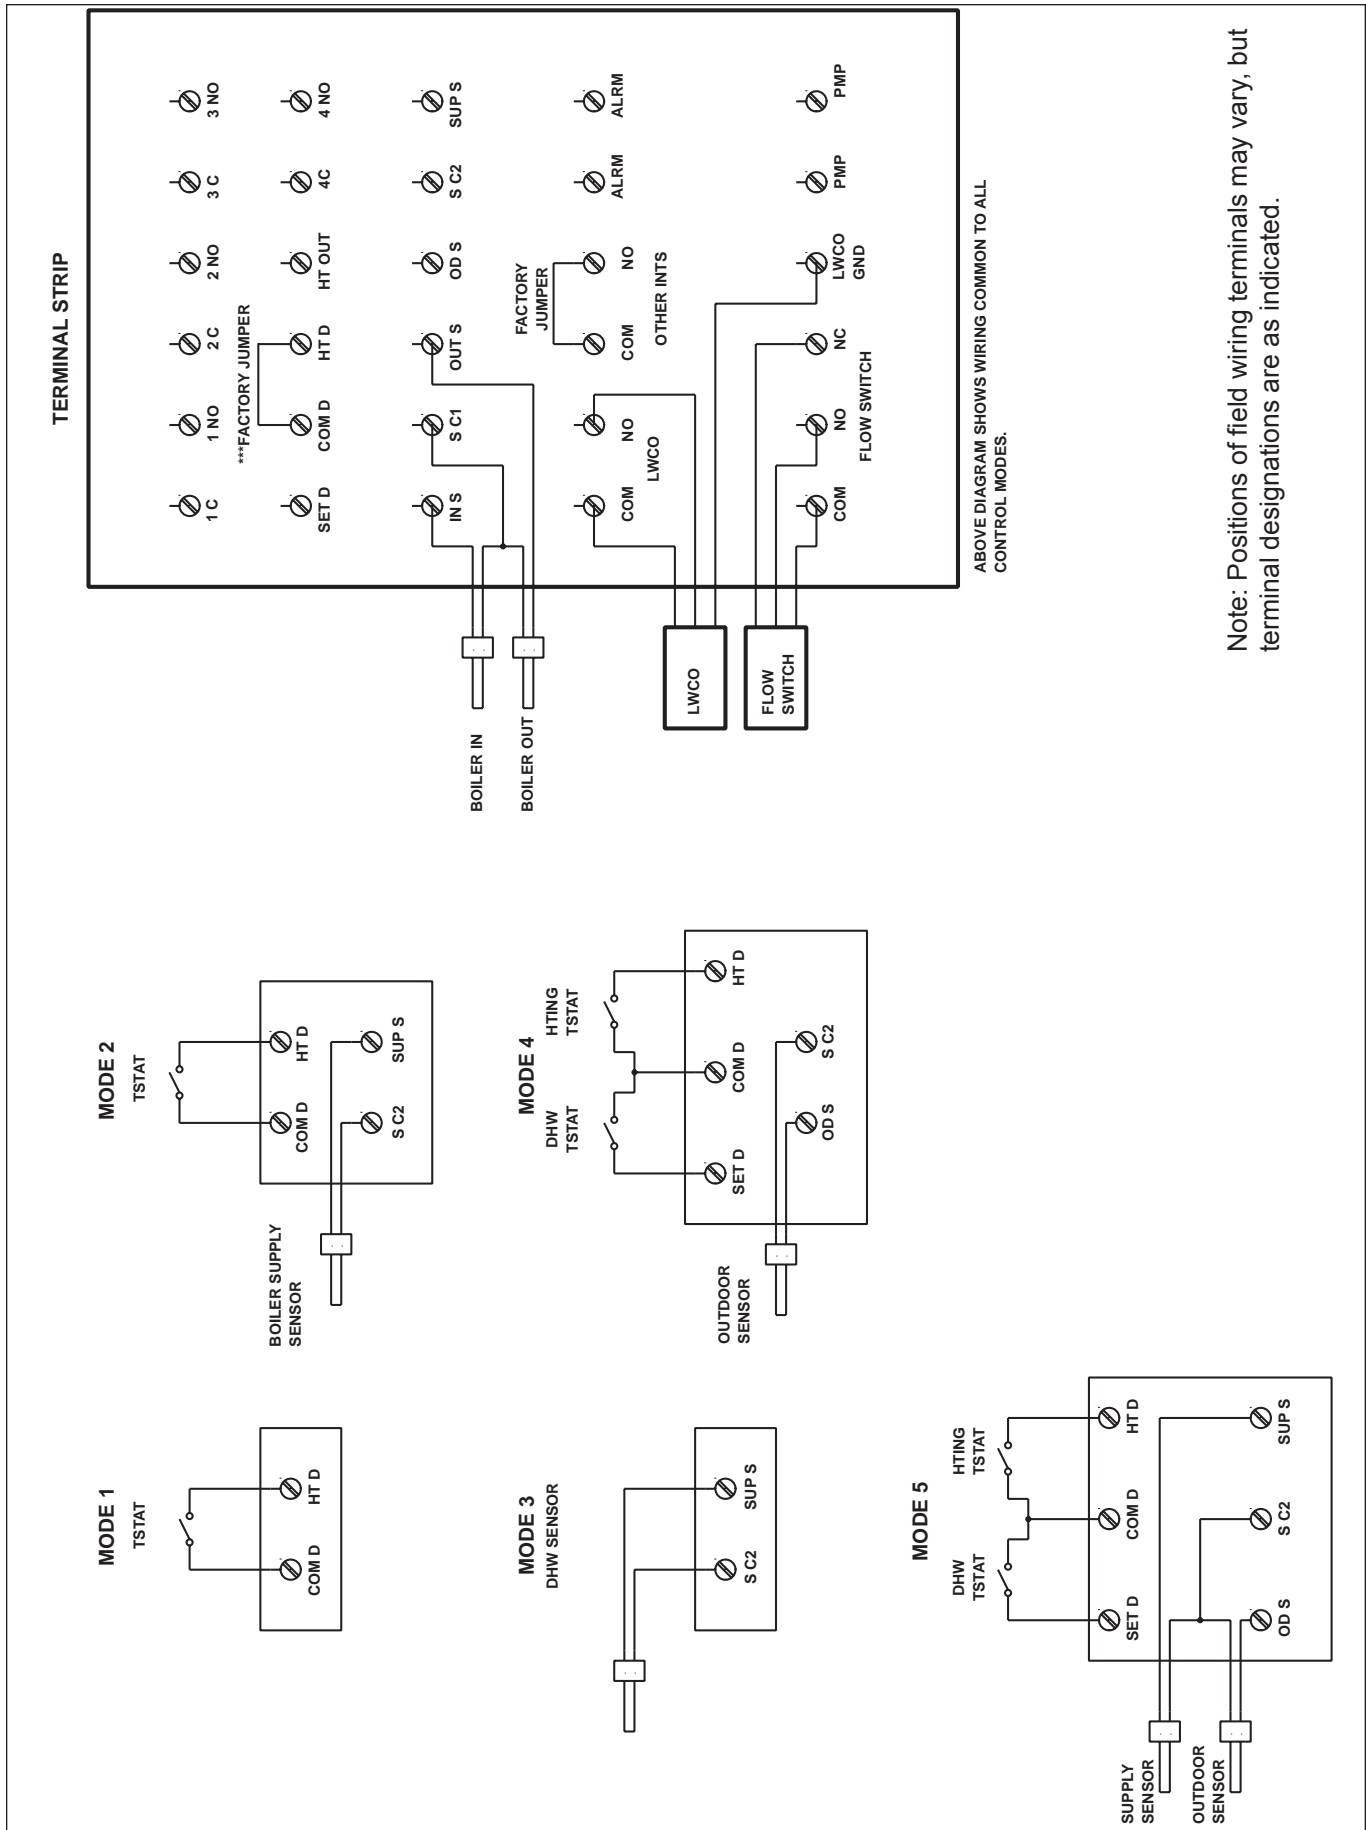 TERMINAL STRIP
1 C
1 NO
2 C
2 NO
3 C
3 NO
***FACTORY JUMPER
SET D
COM D
HT D
HT OUT
4C
4 NO
IN S
S C1
OUT S
OD S
S C2
SUP S
FACTORY
JUMPER
COM
NO
LWCO
COM
NO
OTHER INTS
ALRM
ALRM
COM
NO
NC
FLOW SWITCH
LWCO
GND
PMP
PMP
BOILER IN
BOILER OUT
LWCO
FLOW
SWITCH
ABOVE DIAGRAM SHOWS WIRING COMMON TO ALL
CONTROL MODES.
MODE 1
TSTAT
COM D
HT D
MODE 2
TSTAT
COM D
HT D
S C2
SUP S
BOILER SUPPLY
SENSOR
MODE 3
DHW SENSOR
S C2
SUP S
MODE 4
DHW
TSTAT
HTING
TSTAT
SET D
COM D
HT D
OD S
S C2
OUTDOOR
SENSOR
MODE 5
DHW
TSTAT
HTING
TSTAT
SET D
COM D
HT D
OD S
S C2
SUP S
SUPPLY
SENSOR
OUTDOOR
SENSOR
Note: Positions of field wiring terminals may vary, but
terminal designations are as indicated.